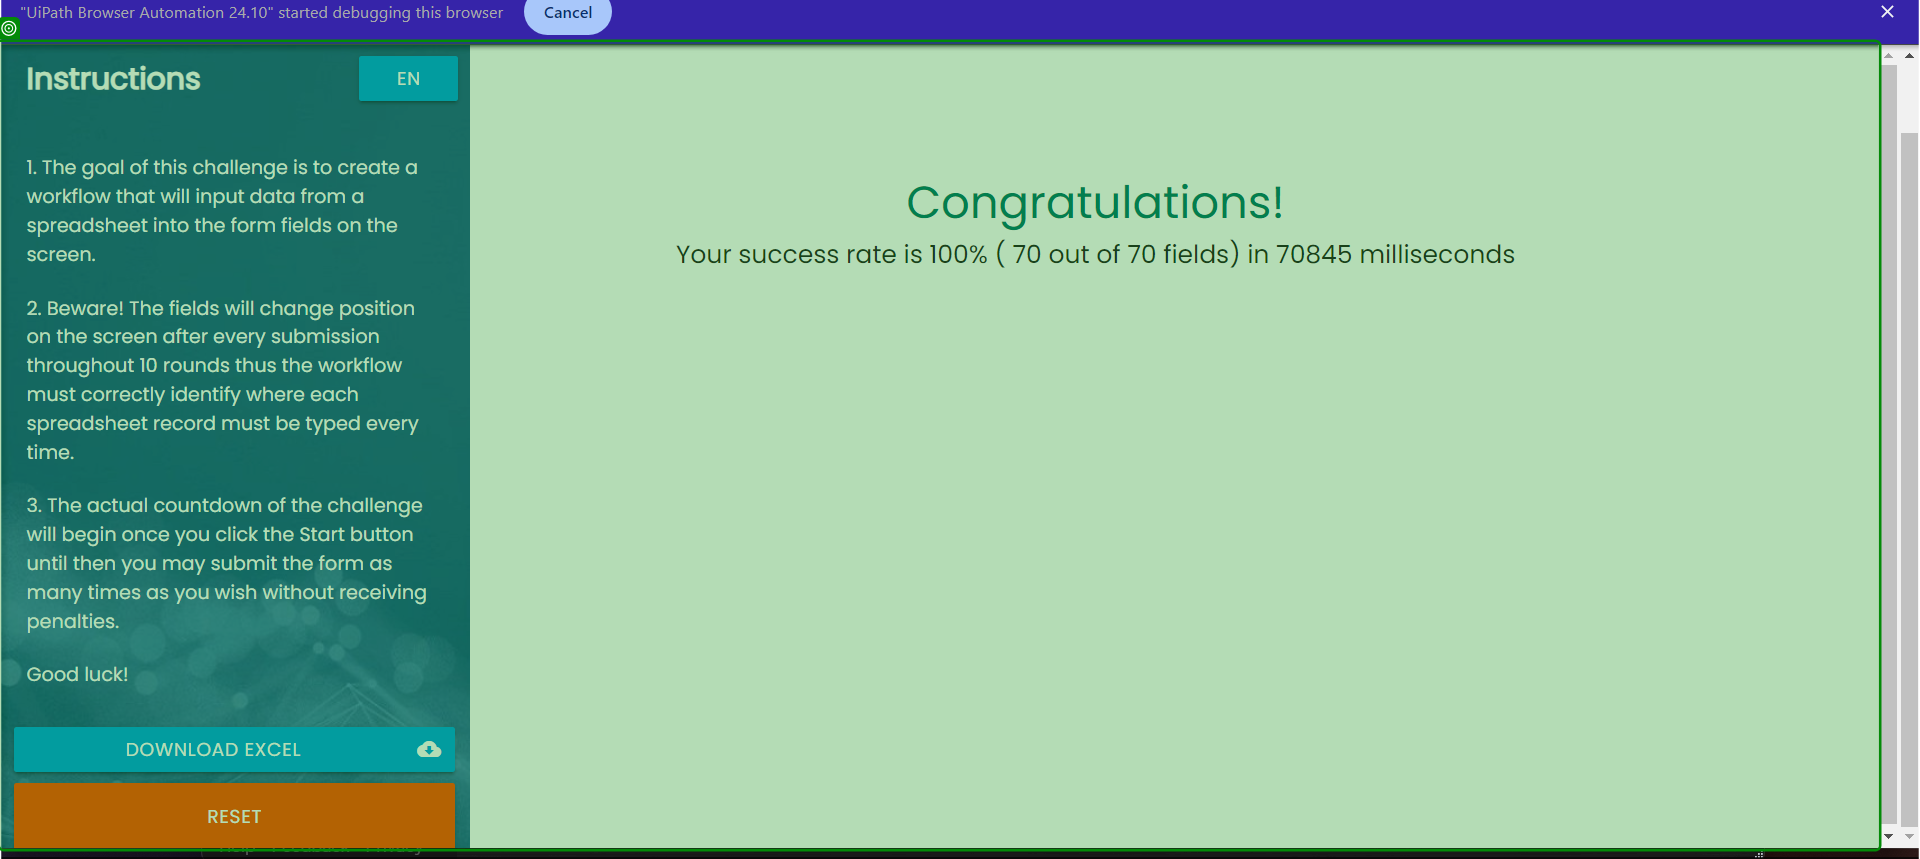 "UiPath Browser Automation 24.10" started debugging this browser
Cancel
Instructions
EN
1. The goal of this challenge is to create a
workflow that will input data from a
spreadsheet into the form fields on the
screen.
2. Beware! The fields will change position
on the screen after every submission
throughout 10 rounds thus the workflow
must correctly identify where each
spreadsheet record must be typed every
time.
3. The actual countdown of the challenge
will begin once you click the Start button
until then you may submit the form as
many times as you wish without receiving
penalties.
Good luck!
DOWNLOAD EXCEL
RESET
Congratulations!
Your success rate is 100% ( 70 out of 70 fields) in 70845 milliseconds